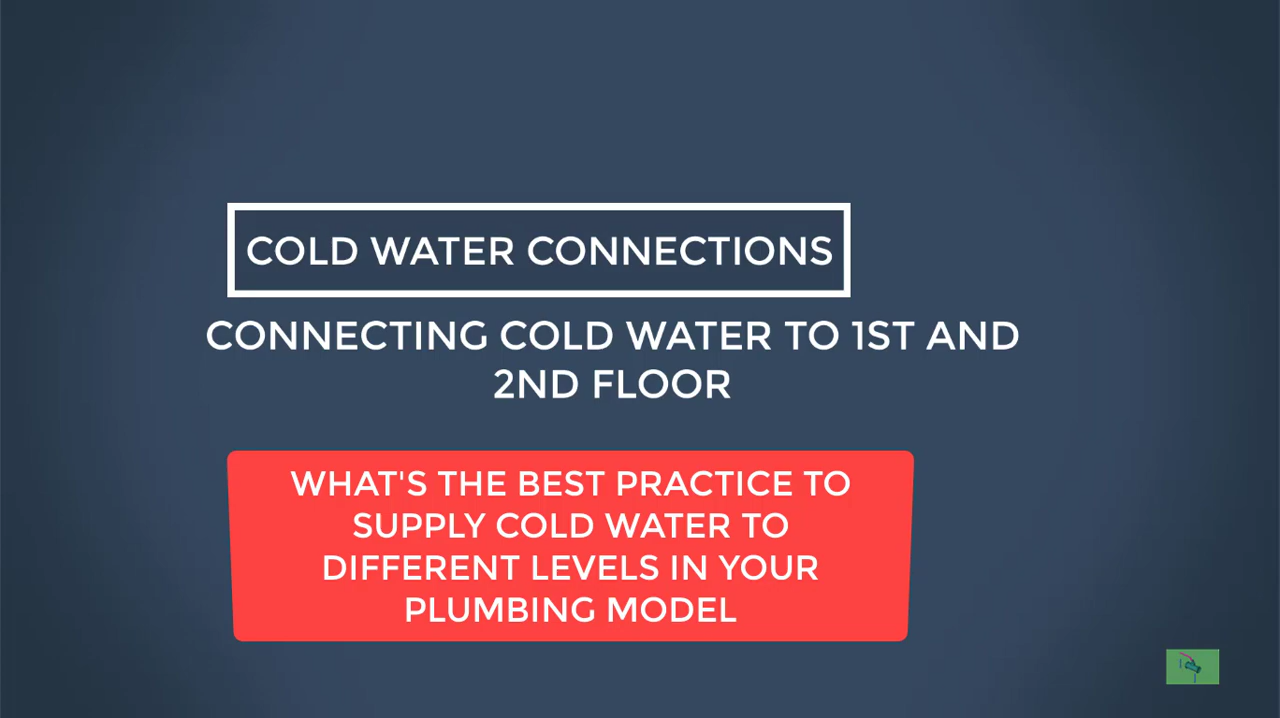 COLD WATER CONNECTIONS
CONNECTING COLD WATER TO 1ST AND
2ND FLOOR
WHAT'S THE BEST PRACTICE TO
SUPPLY COLD WATER TO
DIFFERENT LEVELS IN YOUR
PLUMBING MODEL